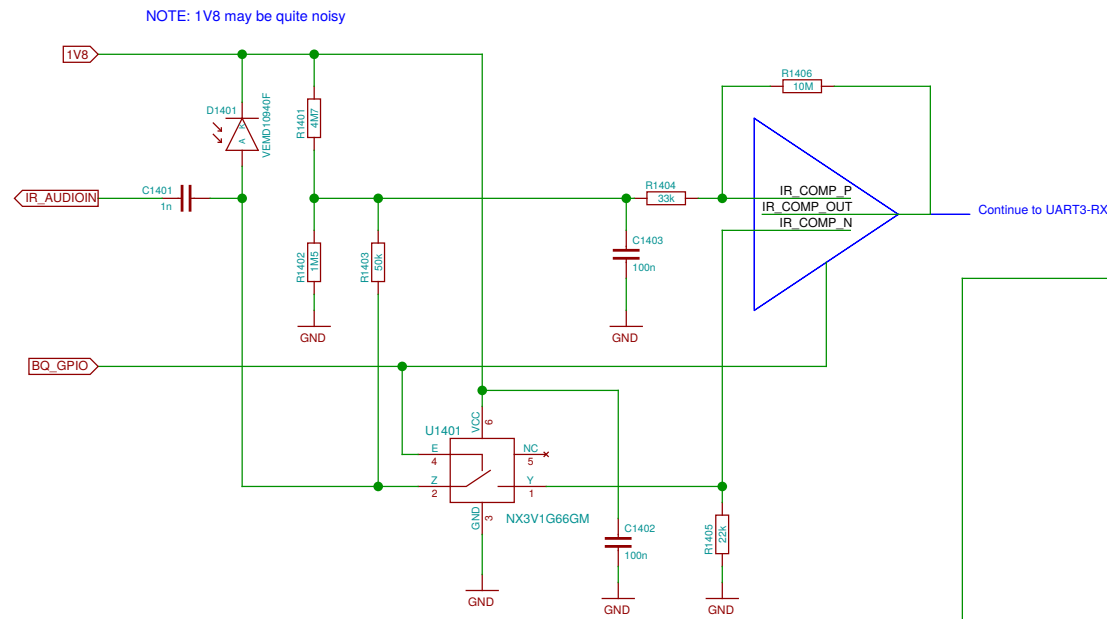 NOTE: 1V8 may be quite noisy
1V8
R1406
10M
D1401
K
A
VEMD10940F
R1401
4M7
IR_AUDIOIN
C1401
1n
R1404
33k
IR_COMP_P
IR_COMP_OUT
IR_COMP_N
Continue to UART3-RX
R1402
1M5
R1403
50k
C1403
100n
GND
GND
BQ_GPIO
U1401
VCC
6
E
4
NC
5
Z
2
Y
1
GND
3
NX3V1G66GM
C1402
100n
R1405
22k
GND
GND
GND